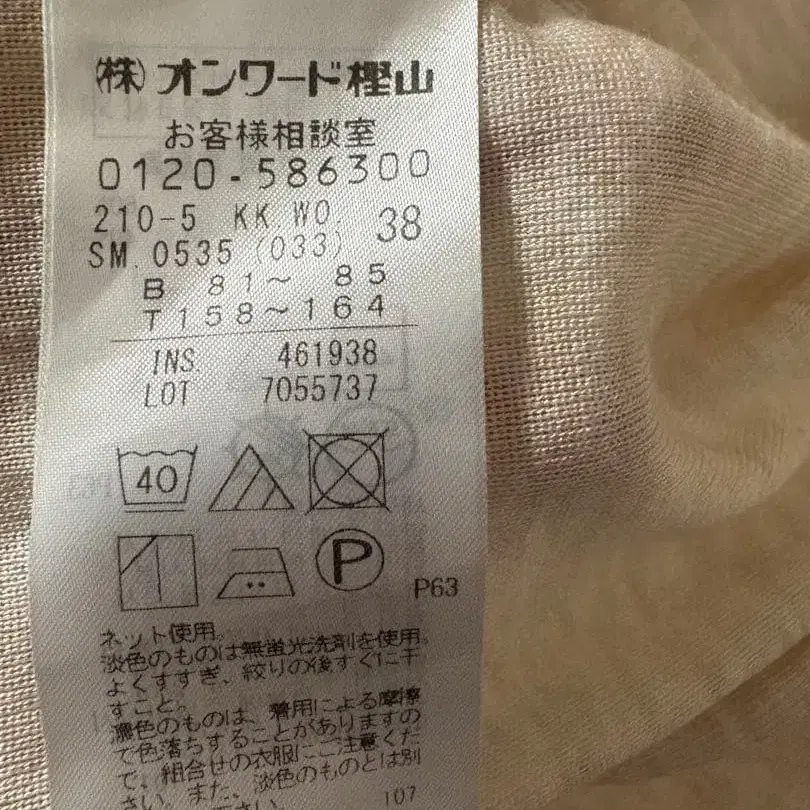 ㈱オンワード樫山
お客様相談室
0120-586300
210-5 KK.WO. 38
SM.0535(033)
B 81～ 85
T158～164
INS. 461938
LOT 7055737
40
P
P63
ネット使用。
淡色のものは無蛍光洗剤を使用。
よくすすぎ、絞りの後すぐに干
すこと。
濃色のものは、着用による摩擦
で色落ちすることがありますの
で、組合せの衣服にご注意くだ
さい。また、淡色のものとは別
ださい。
107